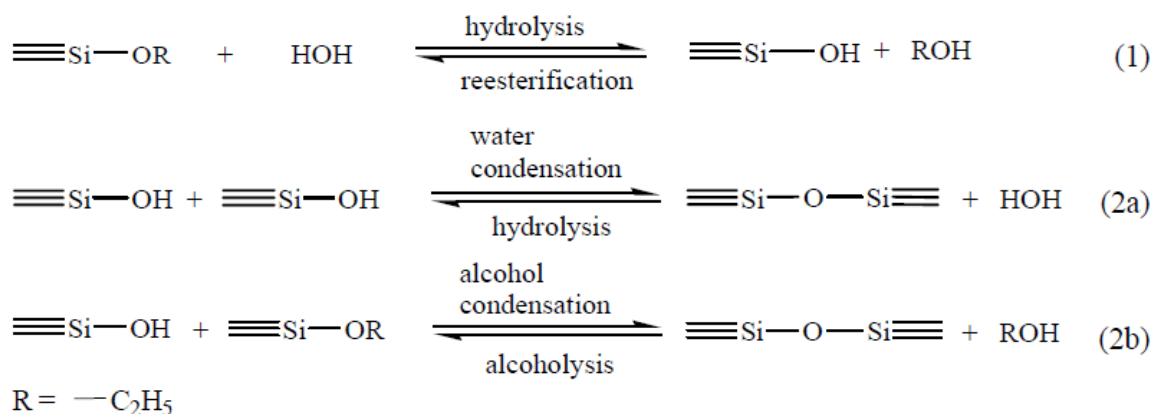 hydrolysis
≡Si—OR + HOH ⇌ ≡Si—OH + ROH (1)
reesterification
water
condensation
≡Si—OH + ≡Si—OH ⇌ ≡Si—O—Si≡ + HOH (2a)
hydrolysis
alcohol
condensation
≡Si—OH + ≡Si—OR ⇌ ≡Si—O—Si≡ + ROH (2b)
alcoholysis
R = —C₂H₅